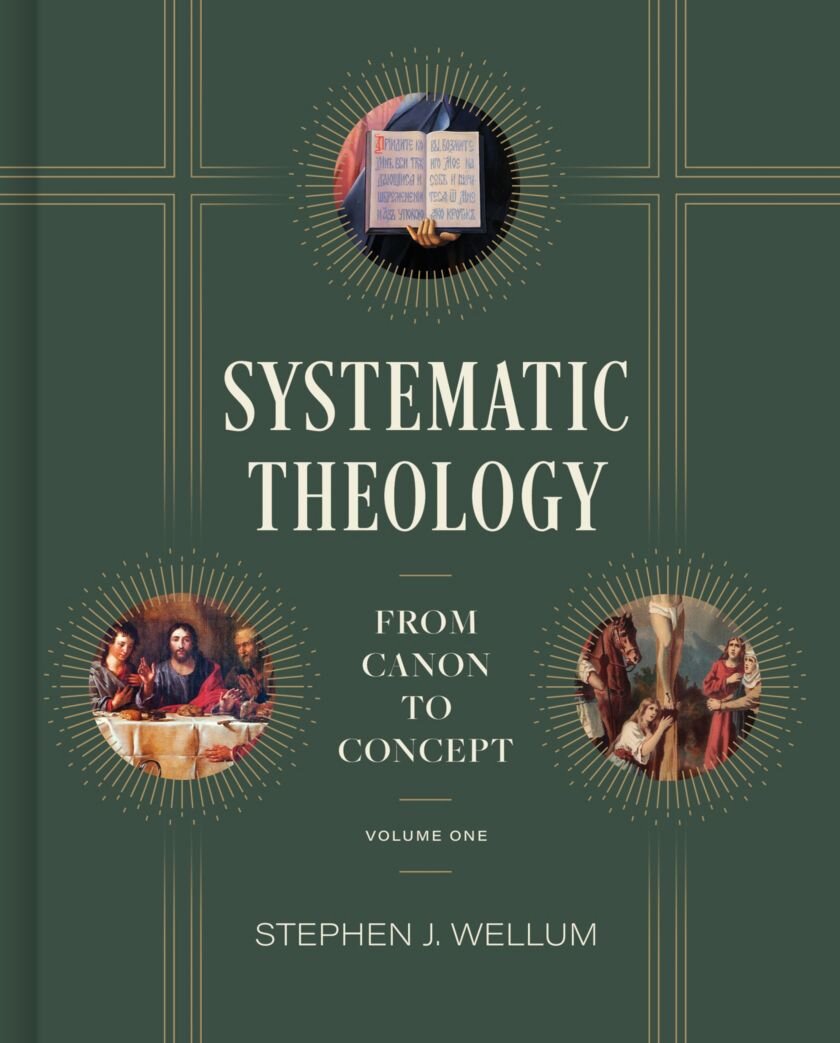 SYSTEMATIC
THEOLOGY
FROM
CANON
TO
CONCEPT
VOLUME ONE
STEPHEN J. WELLUM